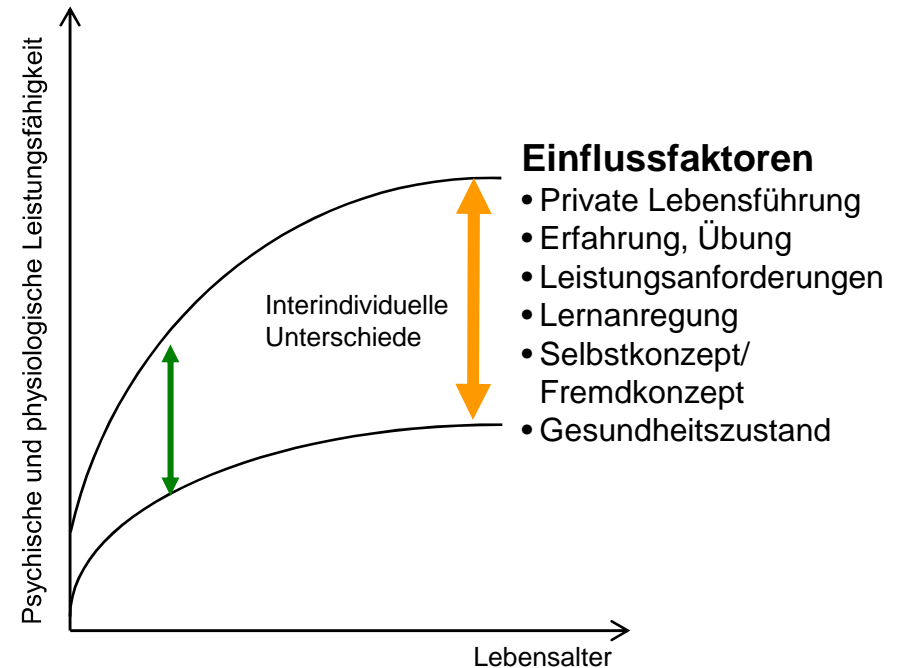 Psychische und physiologische Leistungsfähigkeit
Einflussfaktoren
• Private Lebensführung
• Erfahrung, Übung
• Leistungsanforderungen
• Lernanregung
• Selbstkonzept/
Fremdkonzept
• Gesundheitszustand
Interindividuelle
Unterschiede
Lebensalter